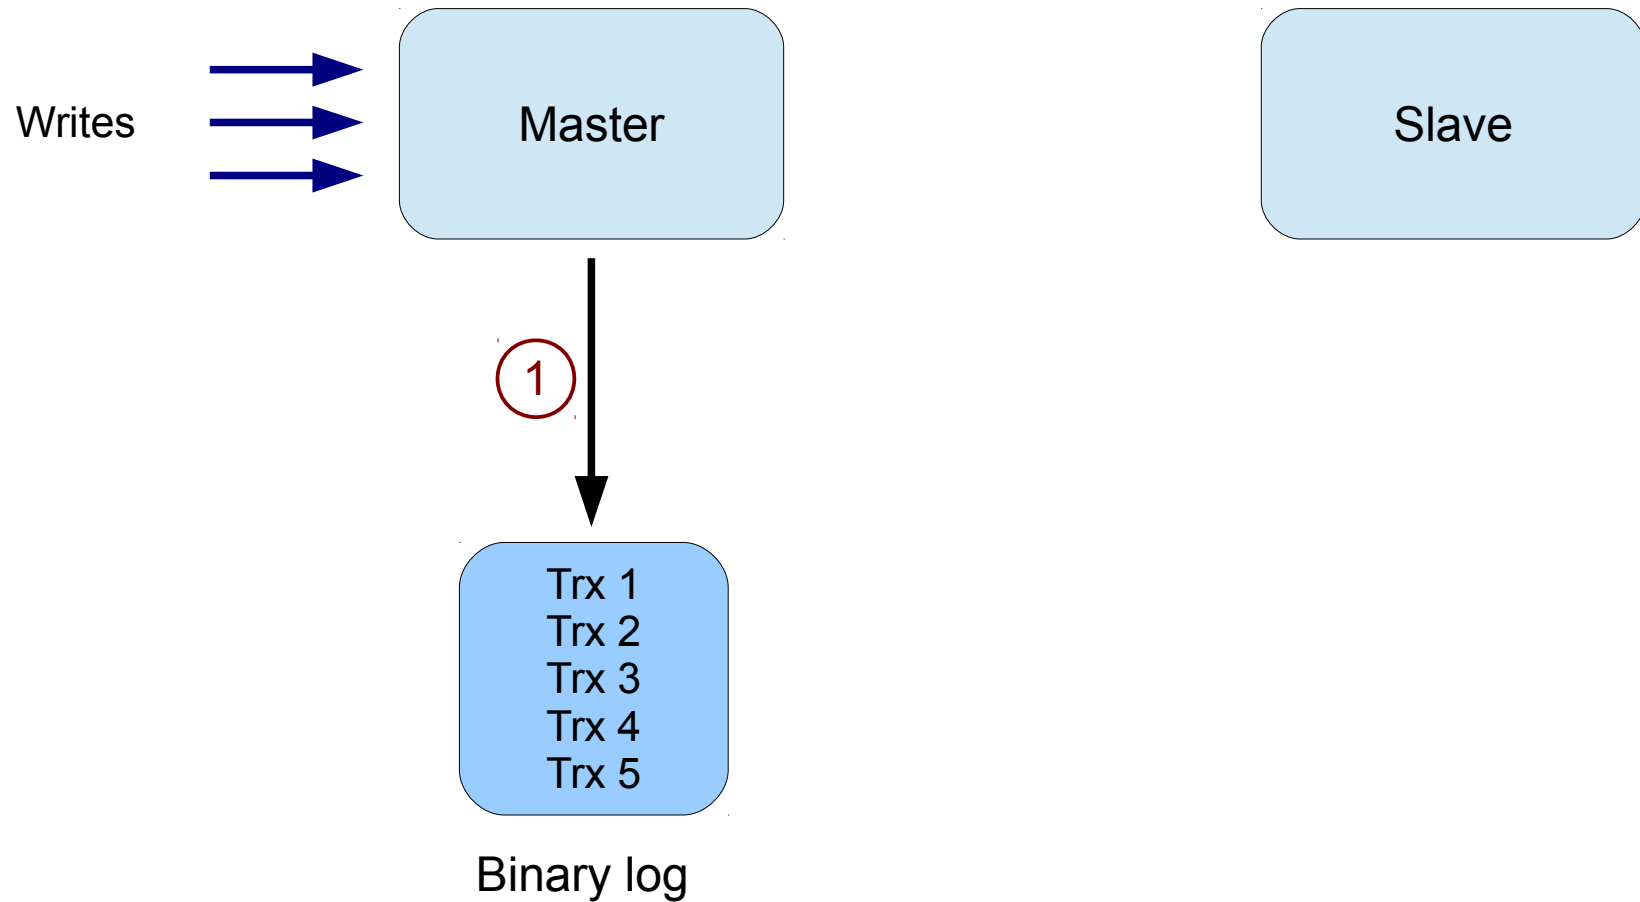 Writes
Master
Slave
1
Trx 1
Trx 2
Trx 3
Trx 4
Trx 5
Binary log